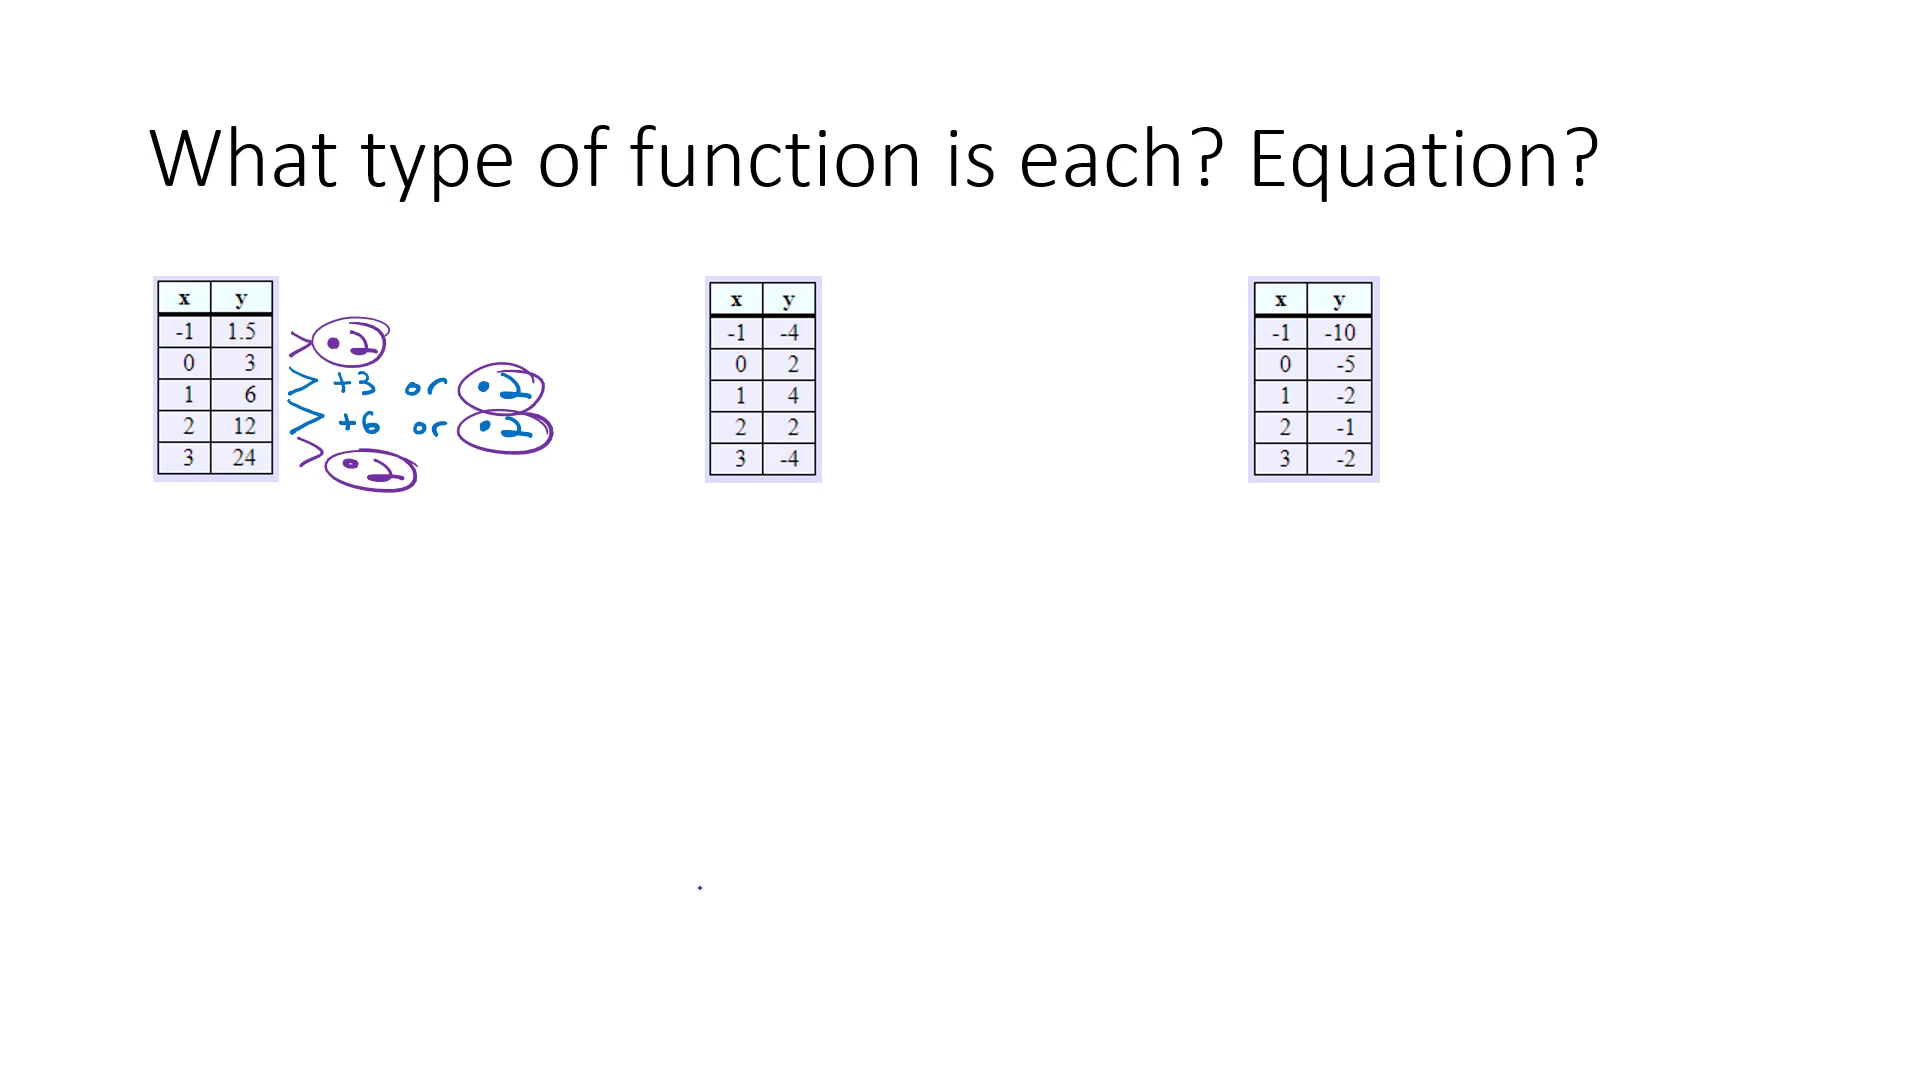 What type of function is each? Equation?
x y
-1 1.5
0 3
1 6
2 12
3 24
•2
+3 or •2
+6 or •2
•2
x y
-1 -4
0 2
1 4
2 2
3 -4
x y
-1 -10
0 -5
1 -2
2 -1
3 -2